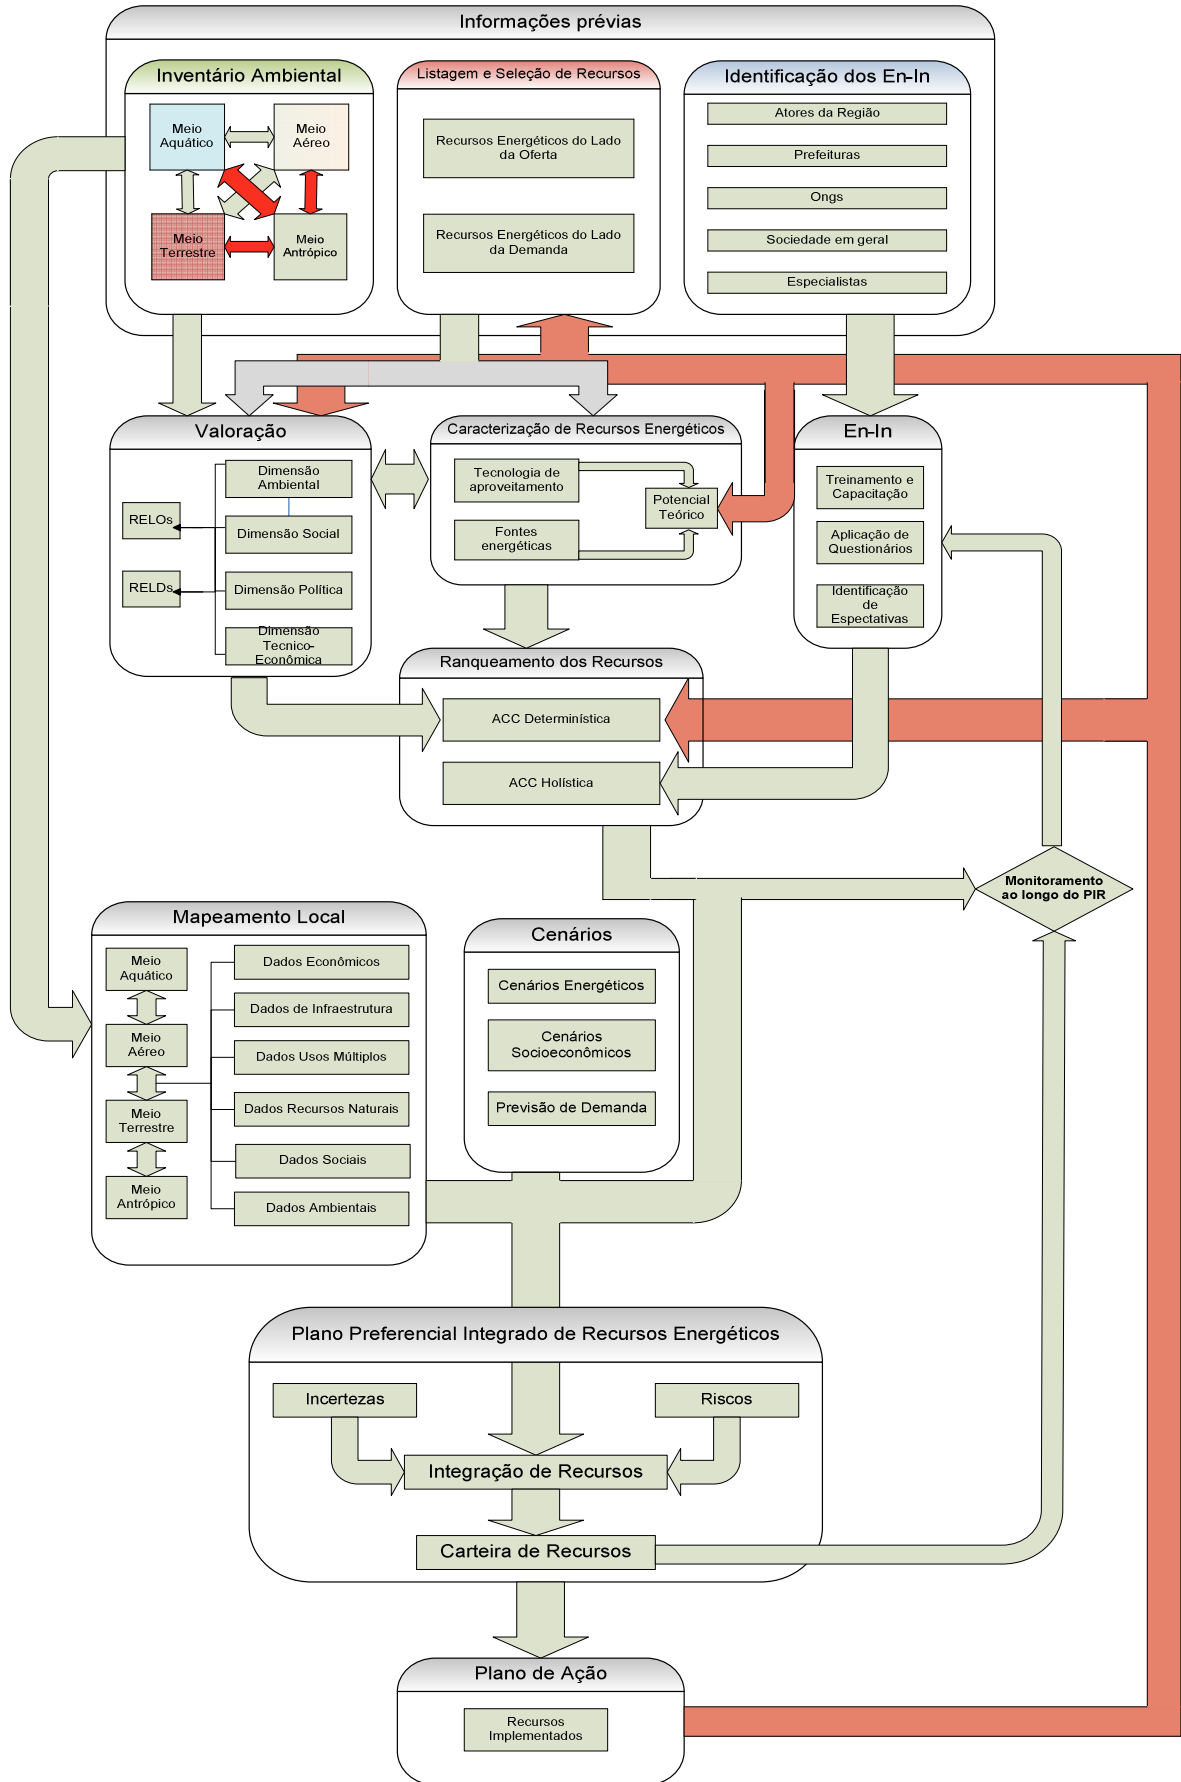 Informações prévias
Inventário Ambiental
Meio
Aquático
Meio
Aéreo
Meio
Terrestre
Meio
Antrópico
Listagem e Seleção de Recursos
Recursos Energéticos do Lado
da Oferta
Recursos Energéticos do Lado
da Demanda
Identificação dos En-In
Atores da Região
Prefeituras
Ongs
Sociedade em geral
Especialistas
Valoração
RELOs
RELDs
Dimensão
Ambiental
Dimensão Social
Dimensão Política
Dimensão
Tecnico-
Econômica
Caracterização de Recursos Energéticos
Tecnologia de
aproveitamento
Fontes
energéticas
Potencial
Teórico
En-In
Treinamento e
Capacitação
Aplicação de
Questionários
Identificação
de
Espectativas
Ranqueamento dos Recursos
ACC Determinística
ACC Holística
Monitoramento
ao longo do PIR
Mapeamento Local
Meio
Aquático
Meio
Aéreo
Meio
Terrestre
Meio
Antrópico
Dados Econômicos
Dados de Infraestrutura
Dados Usos Múltiplos
Dados Recursos Naturais
Dados Sociais
Dados Ambientais
Cenários
Cenários Energéticos
Cenários
Socioeconômicos
Previsão de Demanda
Plano Preferencial Integrado de Recursos Energéticos
Incertezas
Riscos
Integração de Recursos
Carteira de Recursos
Plano de Ação
Recursos
Implementados